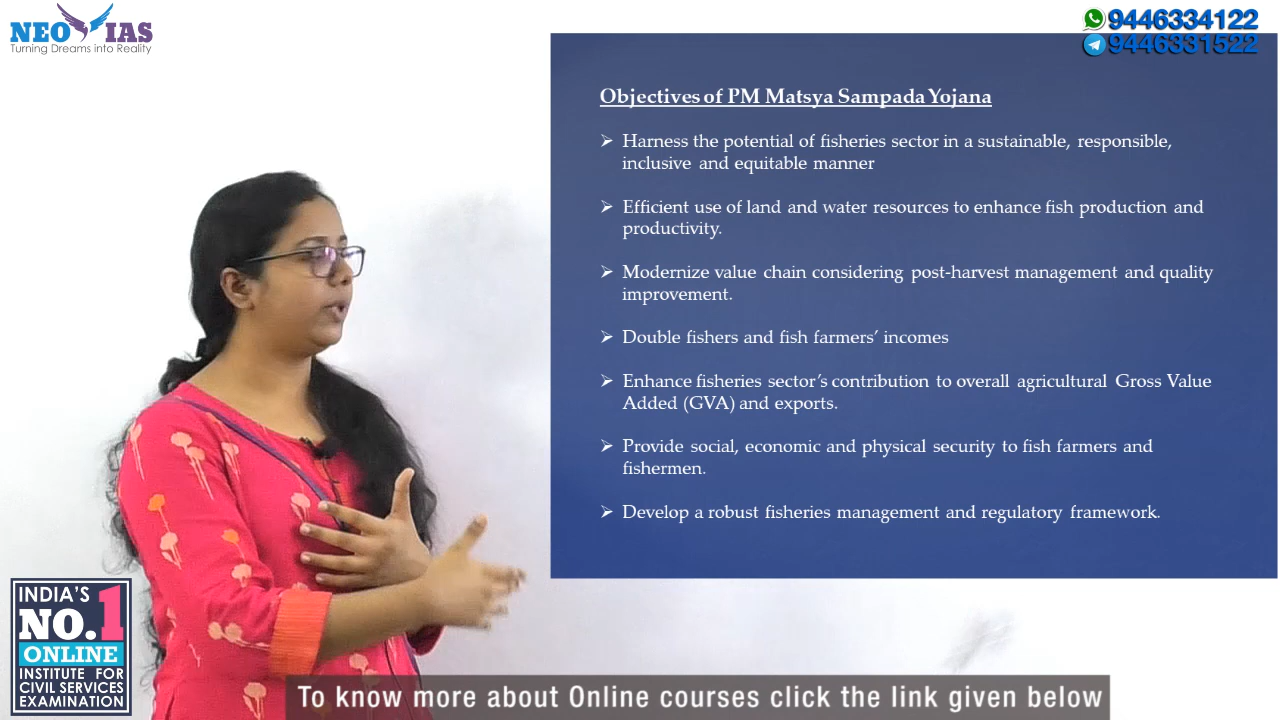 NEO IAS
Turning Dreams into Reality
9446334122
9446331522
Objectives of PM Matsya Sampada Yojana
➢ Harness the potential of fisheries sector in a sustainable, responsible,
inclusive and equitable manner
➢ Efficient use of land and water resources to enhance fish production and
productivity.
➢ Modernize value chain considering post-harvest management and quality
improvement.
➢ Double fishers and fish farmers’ incomes
➢ Enhance fisheries sector’s contribution to overall agricultural Gross Value
Added (GVA) and exports.
➢ Provide social, economic and physical security to fish farmers and
fishermen.
➢ Develop a robust fisheries management and regulatory framework.
INDIA'S
NO.1
ONLINE
INSTITUTE FOR
CIVIL SERVICES
EXAMINATION
To know more about Online courses click the link given below